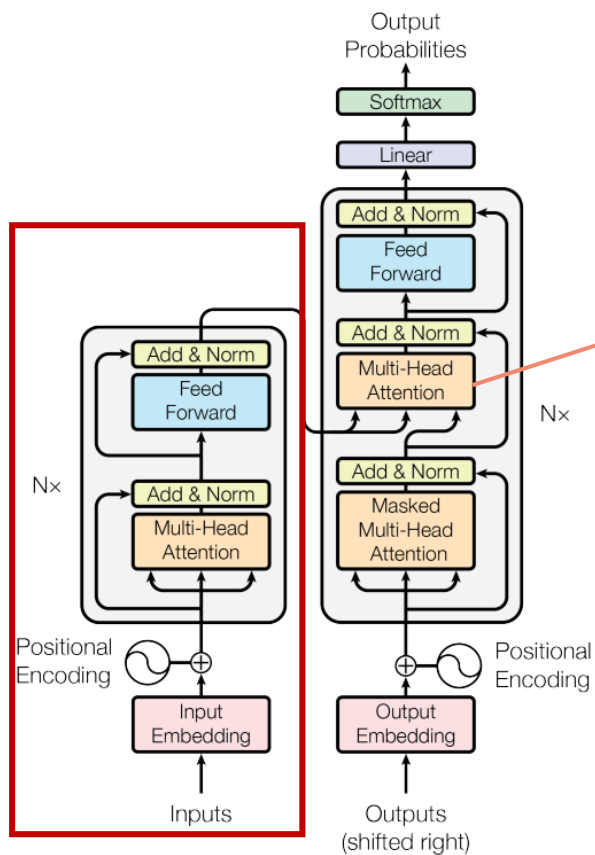 Output
Probabilities
Softmax
Linear
Add & Norm
Feed
Forward
Add & Norm
Multi-Head
Attention
Add & Norm
Masked
Multi-Head
Attention
N×
Positional
Encoding
Output
Embedding
Outputs
(shifted right)
Add & Norm
Feed
Forward
Add & Norm
Multi-Head
Attention
N×
Positional
Encoding
Input
Embedding
Inputs